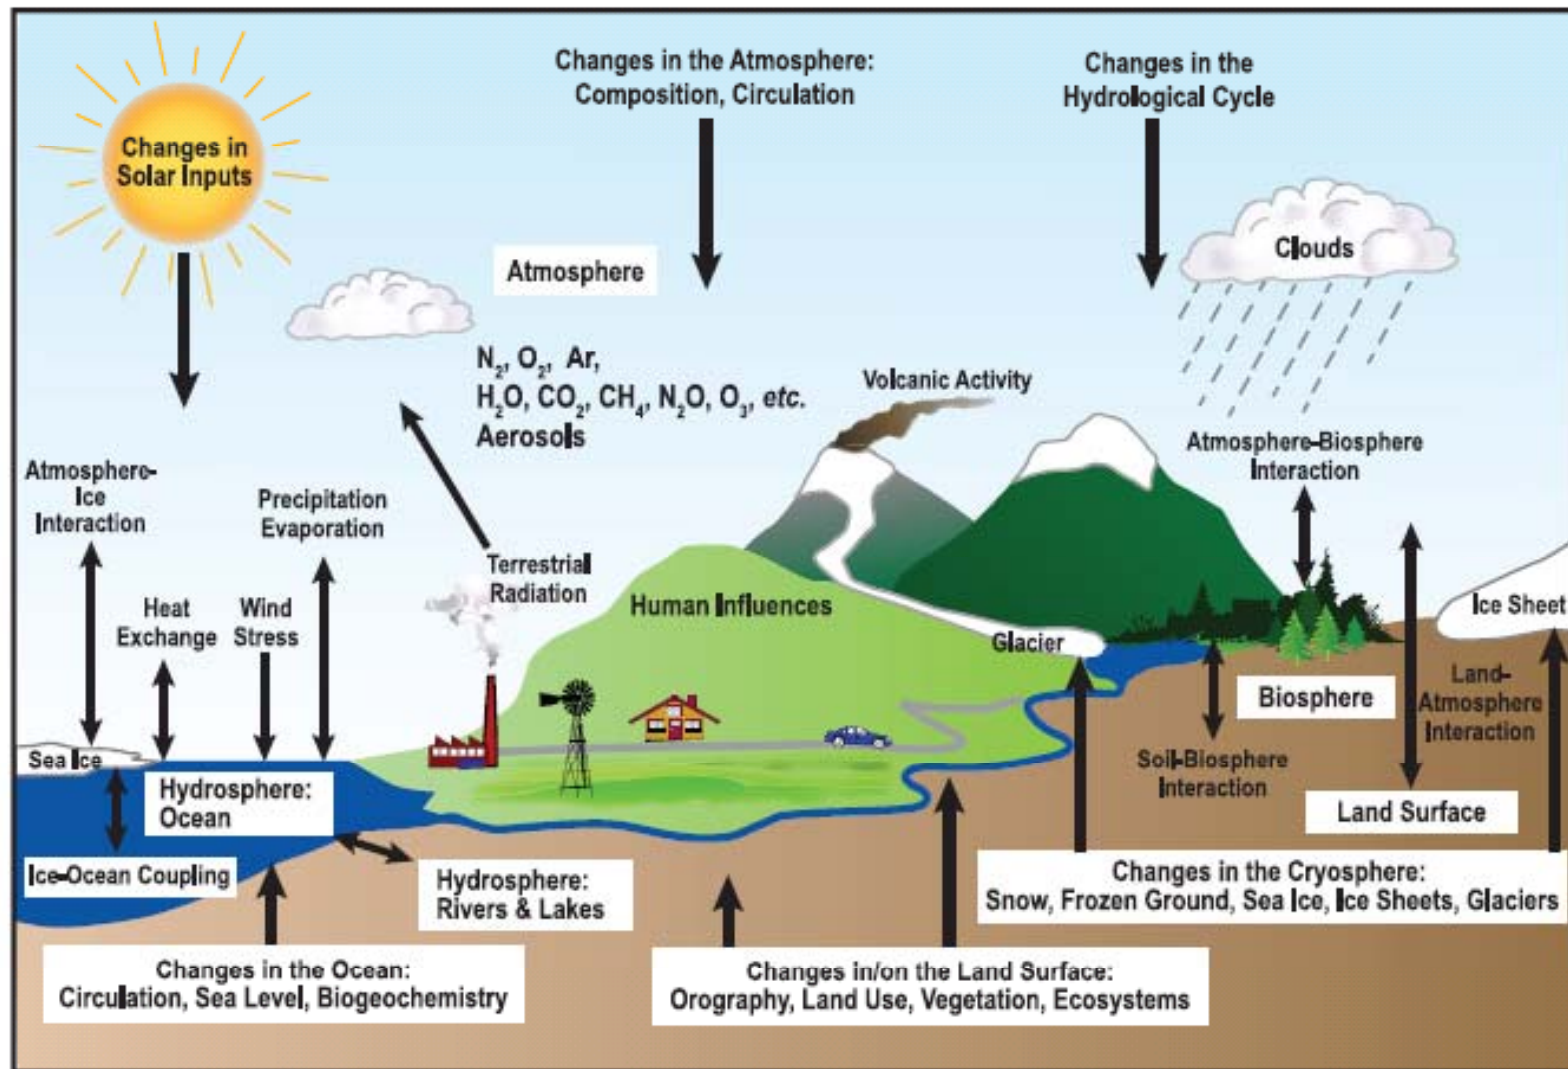 Changes in the Atmosphere:
Composition, Circulation
Changes in the
Hydrological Cycle
Changes in
Solar Inputs
Clouds
Atmosphere
N₂, O₂, Ar,
H₂O, CO₂, CH₄, N₂O, O₃, etc.
Aerosols
Volcanic Activity
Atmosphere-
Ice
Interaction
Precipitation
Evaporation
Atmosphere-Biosphere
Interaction
Terrestrial
Radiation
Heat
Exchange
Wind
Stress
Human Influences
Glacier
Ice Sheet
Biosphere
Land-
Atmosphere
Interaction
Sea Ice
Soil-Biosphere
Interaction
Hydrosphere:
Ocean
Land Surface
Ice-Ocean Coupling
Hydrosphere:
Rivers & Lakes
Changes in the Cryosphere:
Snow, Frozen Ground, Sea Ice, Ice Sheets, Glaciers
Changes in the Ocean:
Circulation, Sea Level, Biogeochemistry
Changes in/on the Land Surface:
Orography, Land Use, Vegetation, Ecosystems